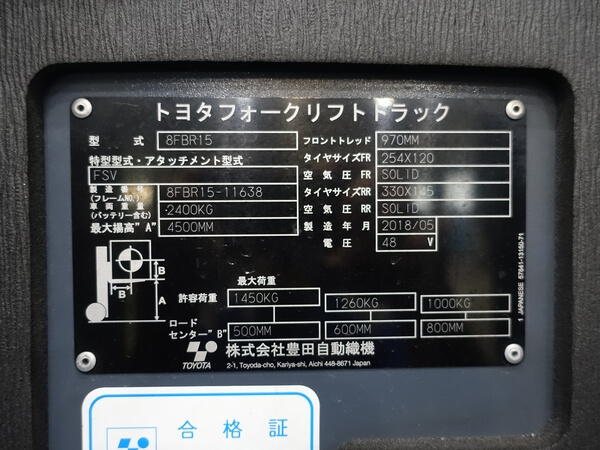 トヨタフォークリフトトラック
型式 8FBR15 フロントトレッド 970MM
特殊型式・アタッチメント型式 タイヤサイズFR 254X120
FSV 空気圧FR SOLID
製造番号(フレームNO.) 8FBR15-11638 タイヤサイズRR 330X145
車両重量(バッテリー含む) 2400KG 空気圧RR SOLID
最大揚高"A" 4500MM 製造年月 2018/05
電圧 48 V
B
B A
最大荷重
許容荷重 1450KG 1260KG 1000KG
ロードセンター"B" 500MM 600MM 800MM
TOYOTA 株式会社豊田自動織機
2-1, Toyoda-cho, Kariya-shi, Aichi 448-8671 Japan
1 JAPANESE 57641-13150-71
合格証